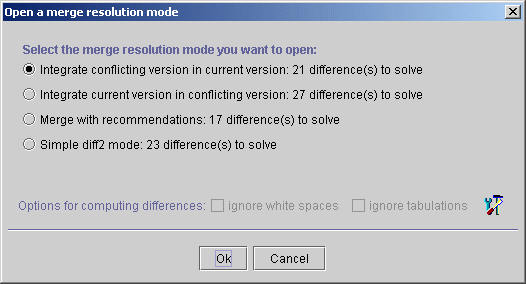 Open a merge resolution mode
Select the merge resolution mode you want to open:
Integrate conflicting version in current version: 21 difference(s) to solve
Integrate current version in conflicting version: 27 difference(s) to solve
Merge with recommendations: 17 difference(s) to solve
Simple diff2 mode: 23 difference(s) to solve
Options for computing differences: ignore white spaces ignore tabulations
Ok Cancel